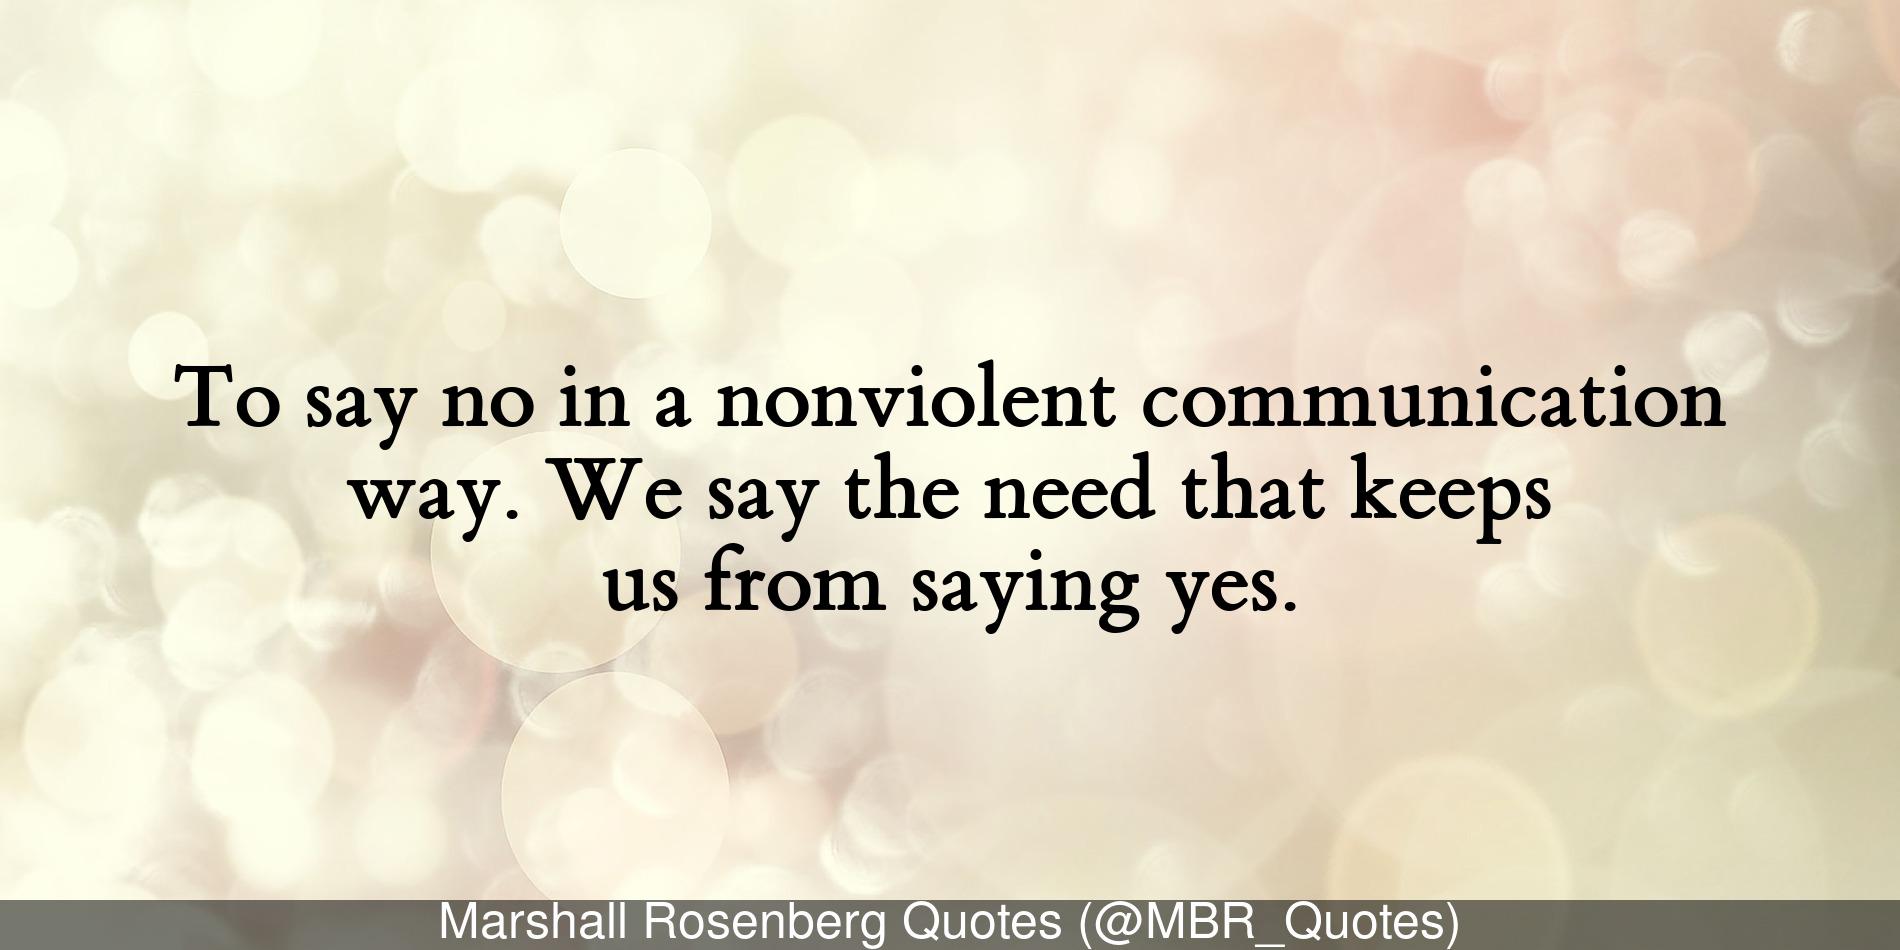 To say no in a nonviolent communication
way. We say the need that keeps
us from saying yes.
Marshall Rosenberg Quotes (@MBR_Quotes)